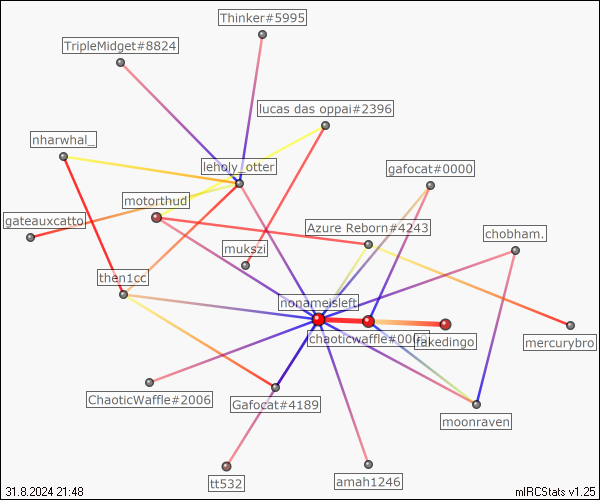 Thinker#5995
TripleMidget#8824
lucas das oppai#2396
nharwhal_
leholy_otter
gafocat#0000
motorthud
gateauxcatto
Azure Reborn#4243
chobham.
mukszi
then1cc
nonameisleft
chaoticwaffle#00
fakedingo
mercurybro
ChaoticWaffle#2006
Gafocat#4189
moonraven
tt532
amah1246
31.8.2024 21:48
mIRCStats v1.25